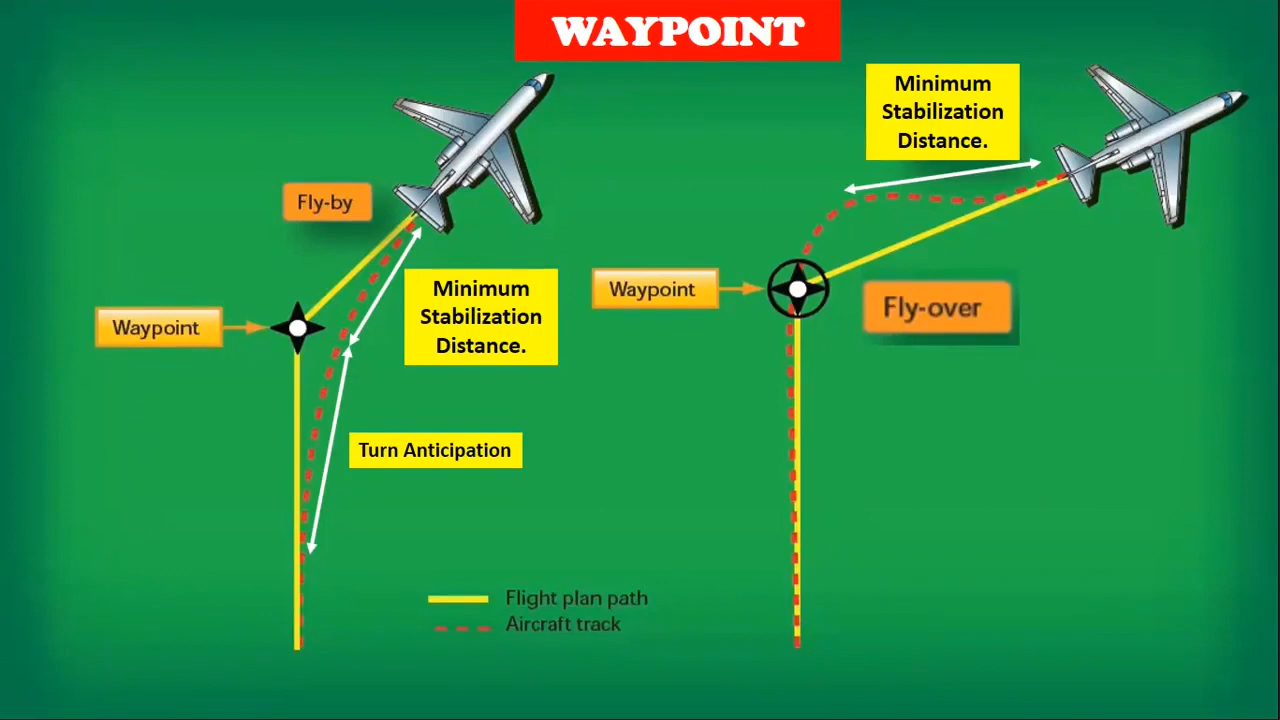 WAYPOINT
Fly-by
Waypoint
Minimum
Stabilization
Distance.
Turn Anticipation
Minimum
Stabilization
Distance.
Waypoint
Fly-over
Flight plan path
Aircraft track